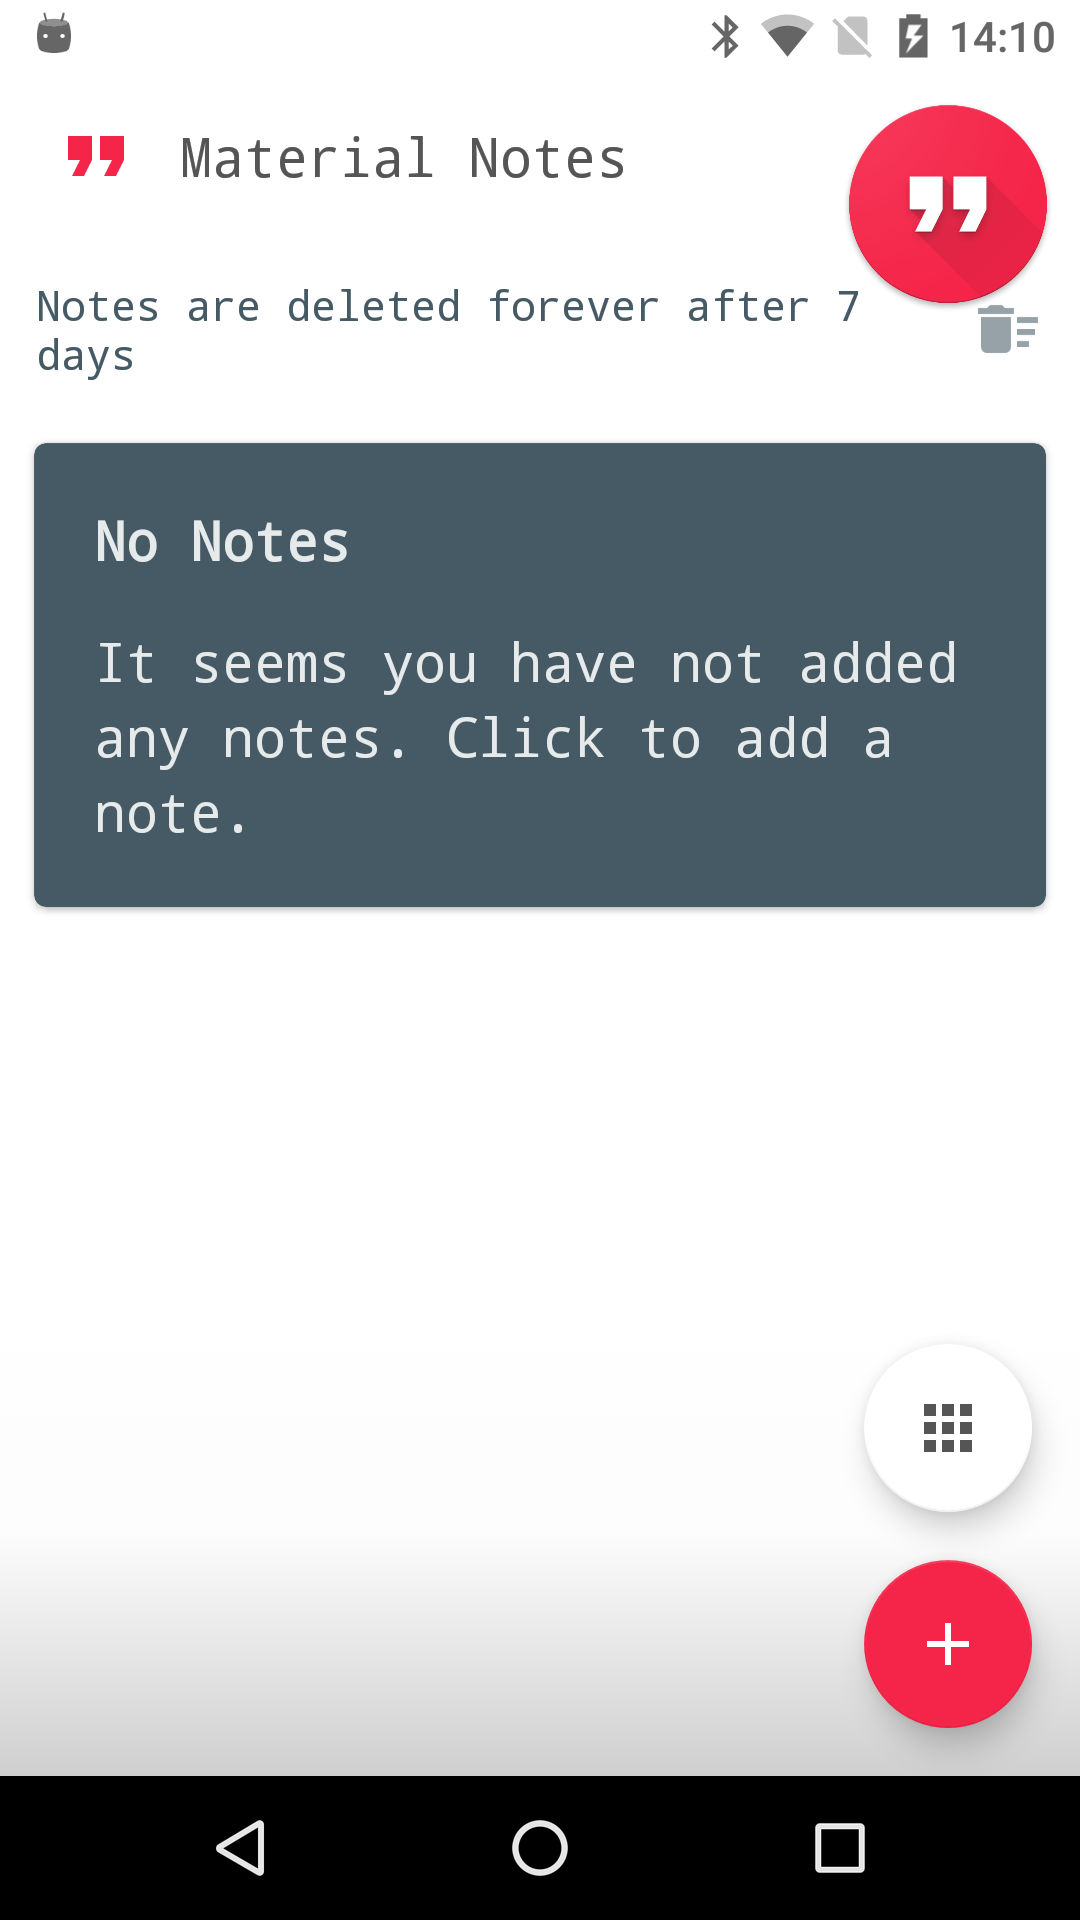 14:10
Material Notes
Notes are deleted forever after 7
days
No Notes
It seems you have not added
any notes. Click to add a
note.